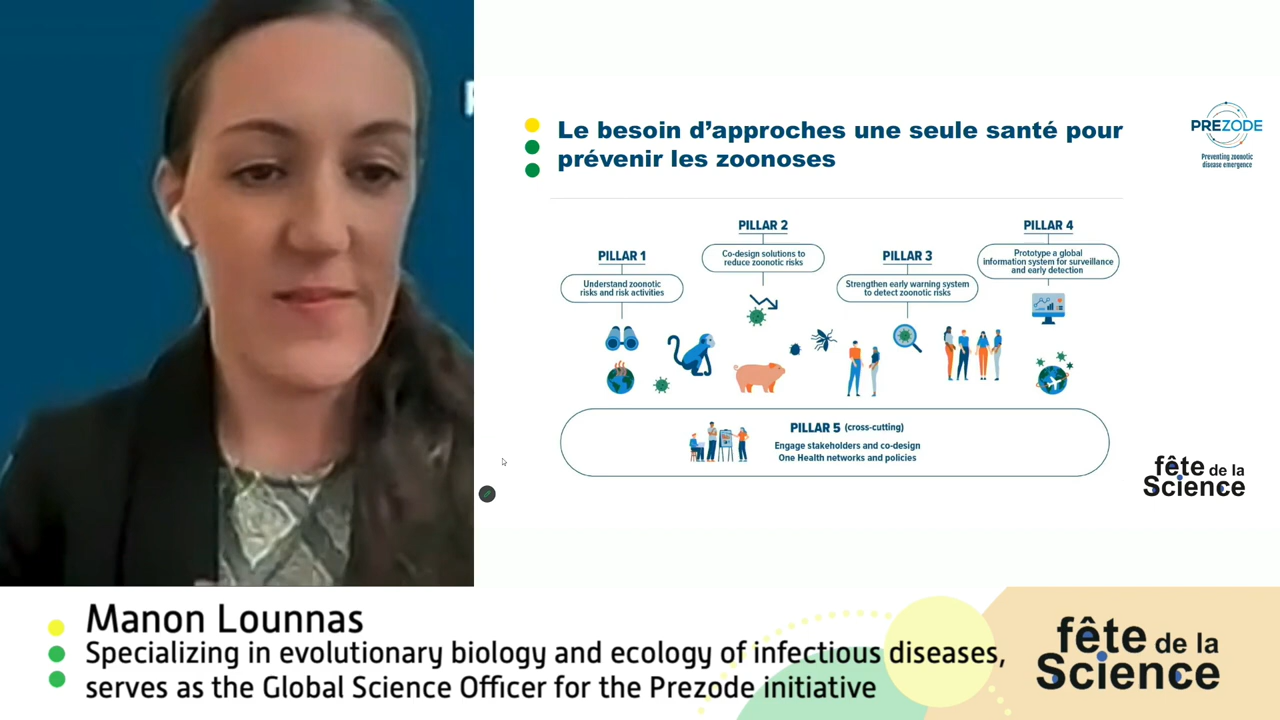 Le besoin d'approches une seule santé pour
prévenir les zoonoses
PREZODE
Preventing zoonotic
disease emergence
PILLAR 1
Understand zoonotic
risks and risk activities
PILLAR 2
Co-design solutions to
reduce zoonotic risks
PILLAR 3
Strengthen early warning system
to detect zoonotic risks
PILLAR 4
Prototype a global
information system for surveillance
and early detection
PILLAR 5 (cross-cutting)
Engage stakeholders and co-design
One Health networks and policies
fête de la
Science
Manon Lounnas
Specializing in evolutionary biology and ecology of infectious diseases,
serves as the Global Science Officer for the Prezode initiative
fête de la
Science